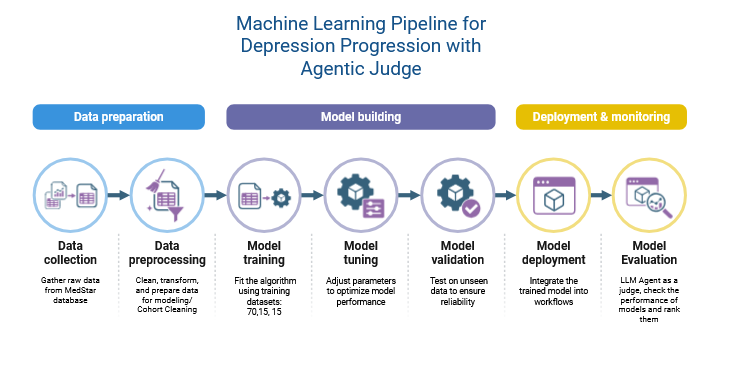 Machine Learning Pipeline for
Depression Progression with
Agentic Judge
Data preparation
Model building
Deployment & monitoring
Data
collection
Gather raw data
from MedStar
database
Data
preprocessing
Clean, transform,
and prepare data
for modeling/
Cohort Cleaning
Model
training
Fit the algorithm
using training
datasets:
70,15, 15
Model
tuning
Adjust parameters
to optimize model
performance
Model
validation
Test on unseen
data to ensure
reliability
Model
deployment
Integrate the
trained model into
workflows
Model
Evaluation
LLM Agent as a
judge, check the
performance of
models and rank
them